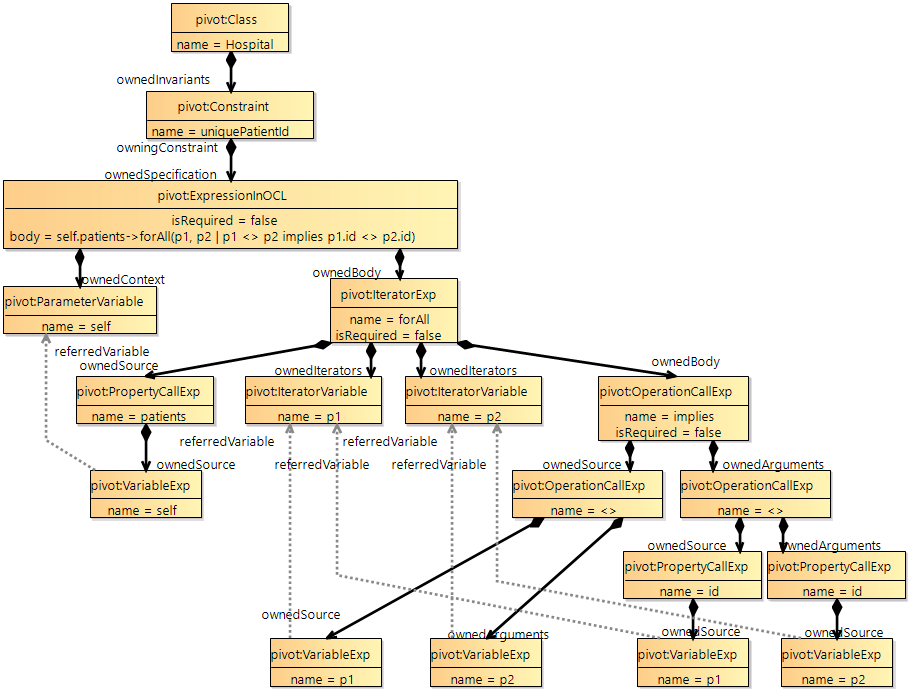 pivot:Class
name = Hospital
ownedInvariants
pivot:Constraint
name = uniquePatientId
owningConstraint
ownedSpecification
pivot:ExpressionInOCL
isRequired = false
body = self.patients->forAll(p1, p2 | p1 <> p2 implies p1.id <> p2.id)
ownedContext
ownedBody
pivot:ParameterVariable
name = self
pivot:IteratorExp
name = forAll
isRequired = false
referredVariable
ownedSource
ownedIterators
ownedIterators
ownedBody
pivot:PropertyCallExp
name = patients
pivot:IteratorVariable
name = p1
pivot:IteratorVariable
name = p2
pivot:OperationCallExp
name = implies
isRequired = false
referredVariable
referredVariable
ownedSource
referredVariable
referredVariable
ownedSource
ownedArguments
pivot:VariableExp
name = self
pivot:OperationCallExp
name = <>
pivot:OperationCallExp
name = <>
ownedSource
ownedArguments
pivot:PropertyCallExp
name = id
pivot:PropertyCallExp
name = id
ownedSource
ownedArguments
ownedSource
ownedSource
pivot:VariableExp
name = p1
pivot:VariableExp
name = p2
pivot:VariableExp
name = p1
pivot:VariableExp
name = p2